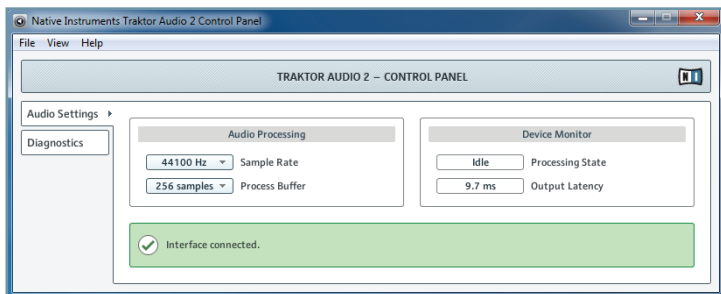 Native Instruments Traktor Audio 2 Control Panel
File View Help
TRAKTOR AUDIO 2 – CONTROL PANEL
NI
Audio Settings
Diagnostics
Audio Processing
44100 Hz Sample Rate
256 samples Process Buffer
Device Monitor
Idle Processing State
9.7 ms Output Latency
Interface connected.